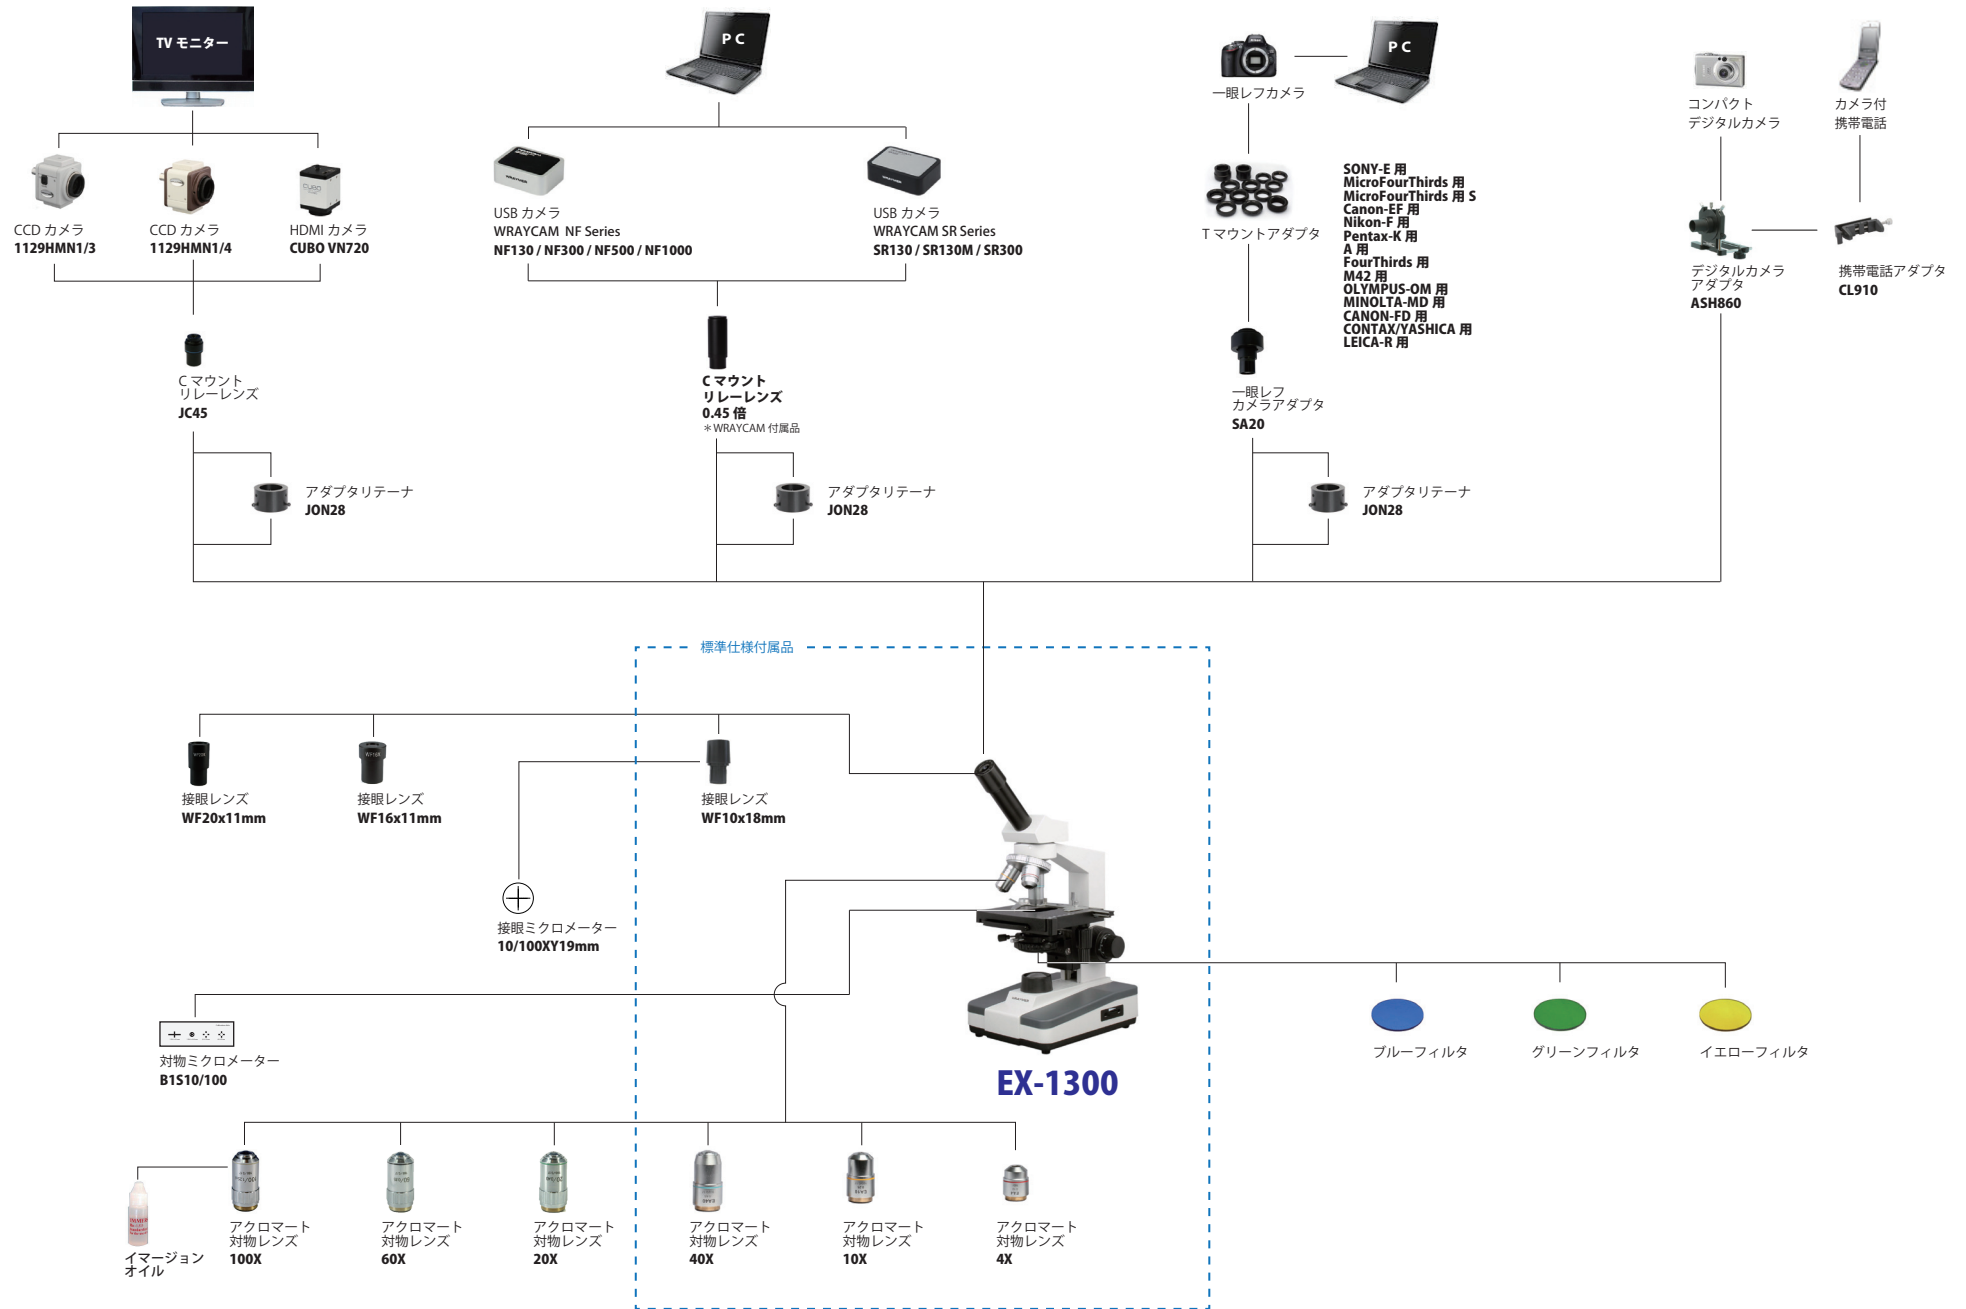 TV モニター
P C
P C
一眼レフカメラ
コンパクト
デジタルカメラ
カメラ付
携帯電話
CCD カメラ
1129HMN1/3
CCD カメラ
1129HMN1/4
CUBO
HDMI カメラ
CUBO VN720
USB カメラ
WRAYCAM NF Series
NF130 / NF300 / NF500 / NF1000
USB カメラ
WRAYCAM SR Series
SR130 / SR130M / SR300
T マウントアダプタ
SONY-E 用
MicroFourThirds 用
MicroFourThirds 用 S
Canon-EF 用
Nikon-F 用
Pentax-K 用
A 用
FourThirds 用
M42 用
OLYMPUS-OM 用
MINOLTA-MD 用
CANON-FD 用
CONTAX/YASHICA 用
LEICA-R 用
デジタルカメラ
アダプタ
ASH860
携帯電話アダプタ
CL910
C マウント
リレーレンズ
JC45
C マウント
リレーレンズ
0.45 倍
＊WRAYCAM 付属品
一眼レフ
カメラアダプタ
SA20
アダプタリテーナ
JON28
アダプタリテーナ
JON28
アダプタリテーナ
JON28
標準仕様付属品
接眼レンズ
WF20x11mm
接眼レンズ
WF16x11mm
接眼レンズ
WF10x18mm
接眼ミクロメーター
10/100XY19mm
対物ミクロメーター
B1S10/100
EX-1300
ブルーフィルタ
グリーンフィルタ
イエローフィルタ
イマージョン
オイル
アクロマート
対物レンズ
100X
アクロマート
対物レンズ
60X
アクロマート
対物レンズ
20X
アクロマート
対物レンズ
40X
アクロマート
対物レンズ
10X
アクロマート
対物レンズ
4X